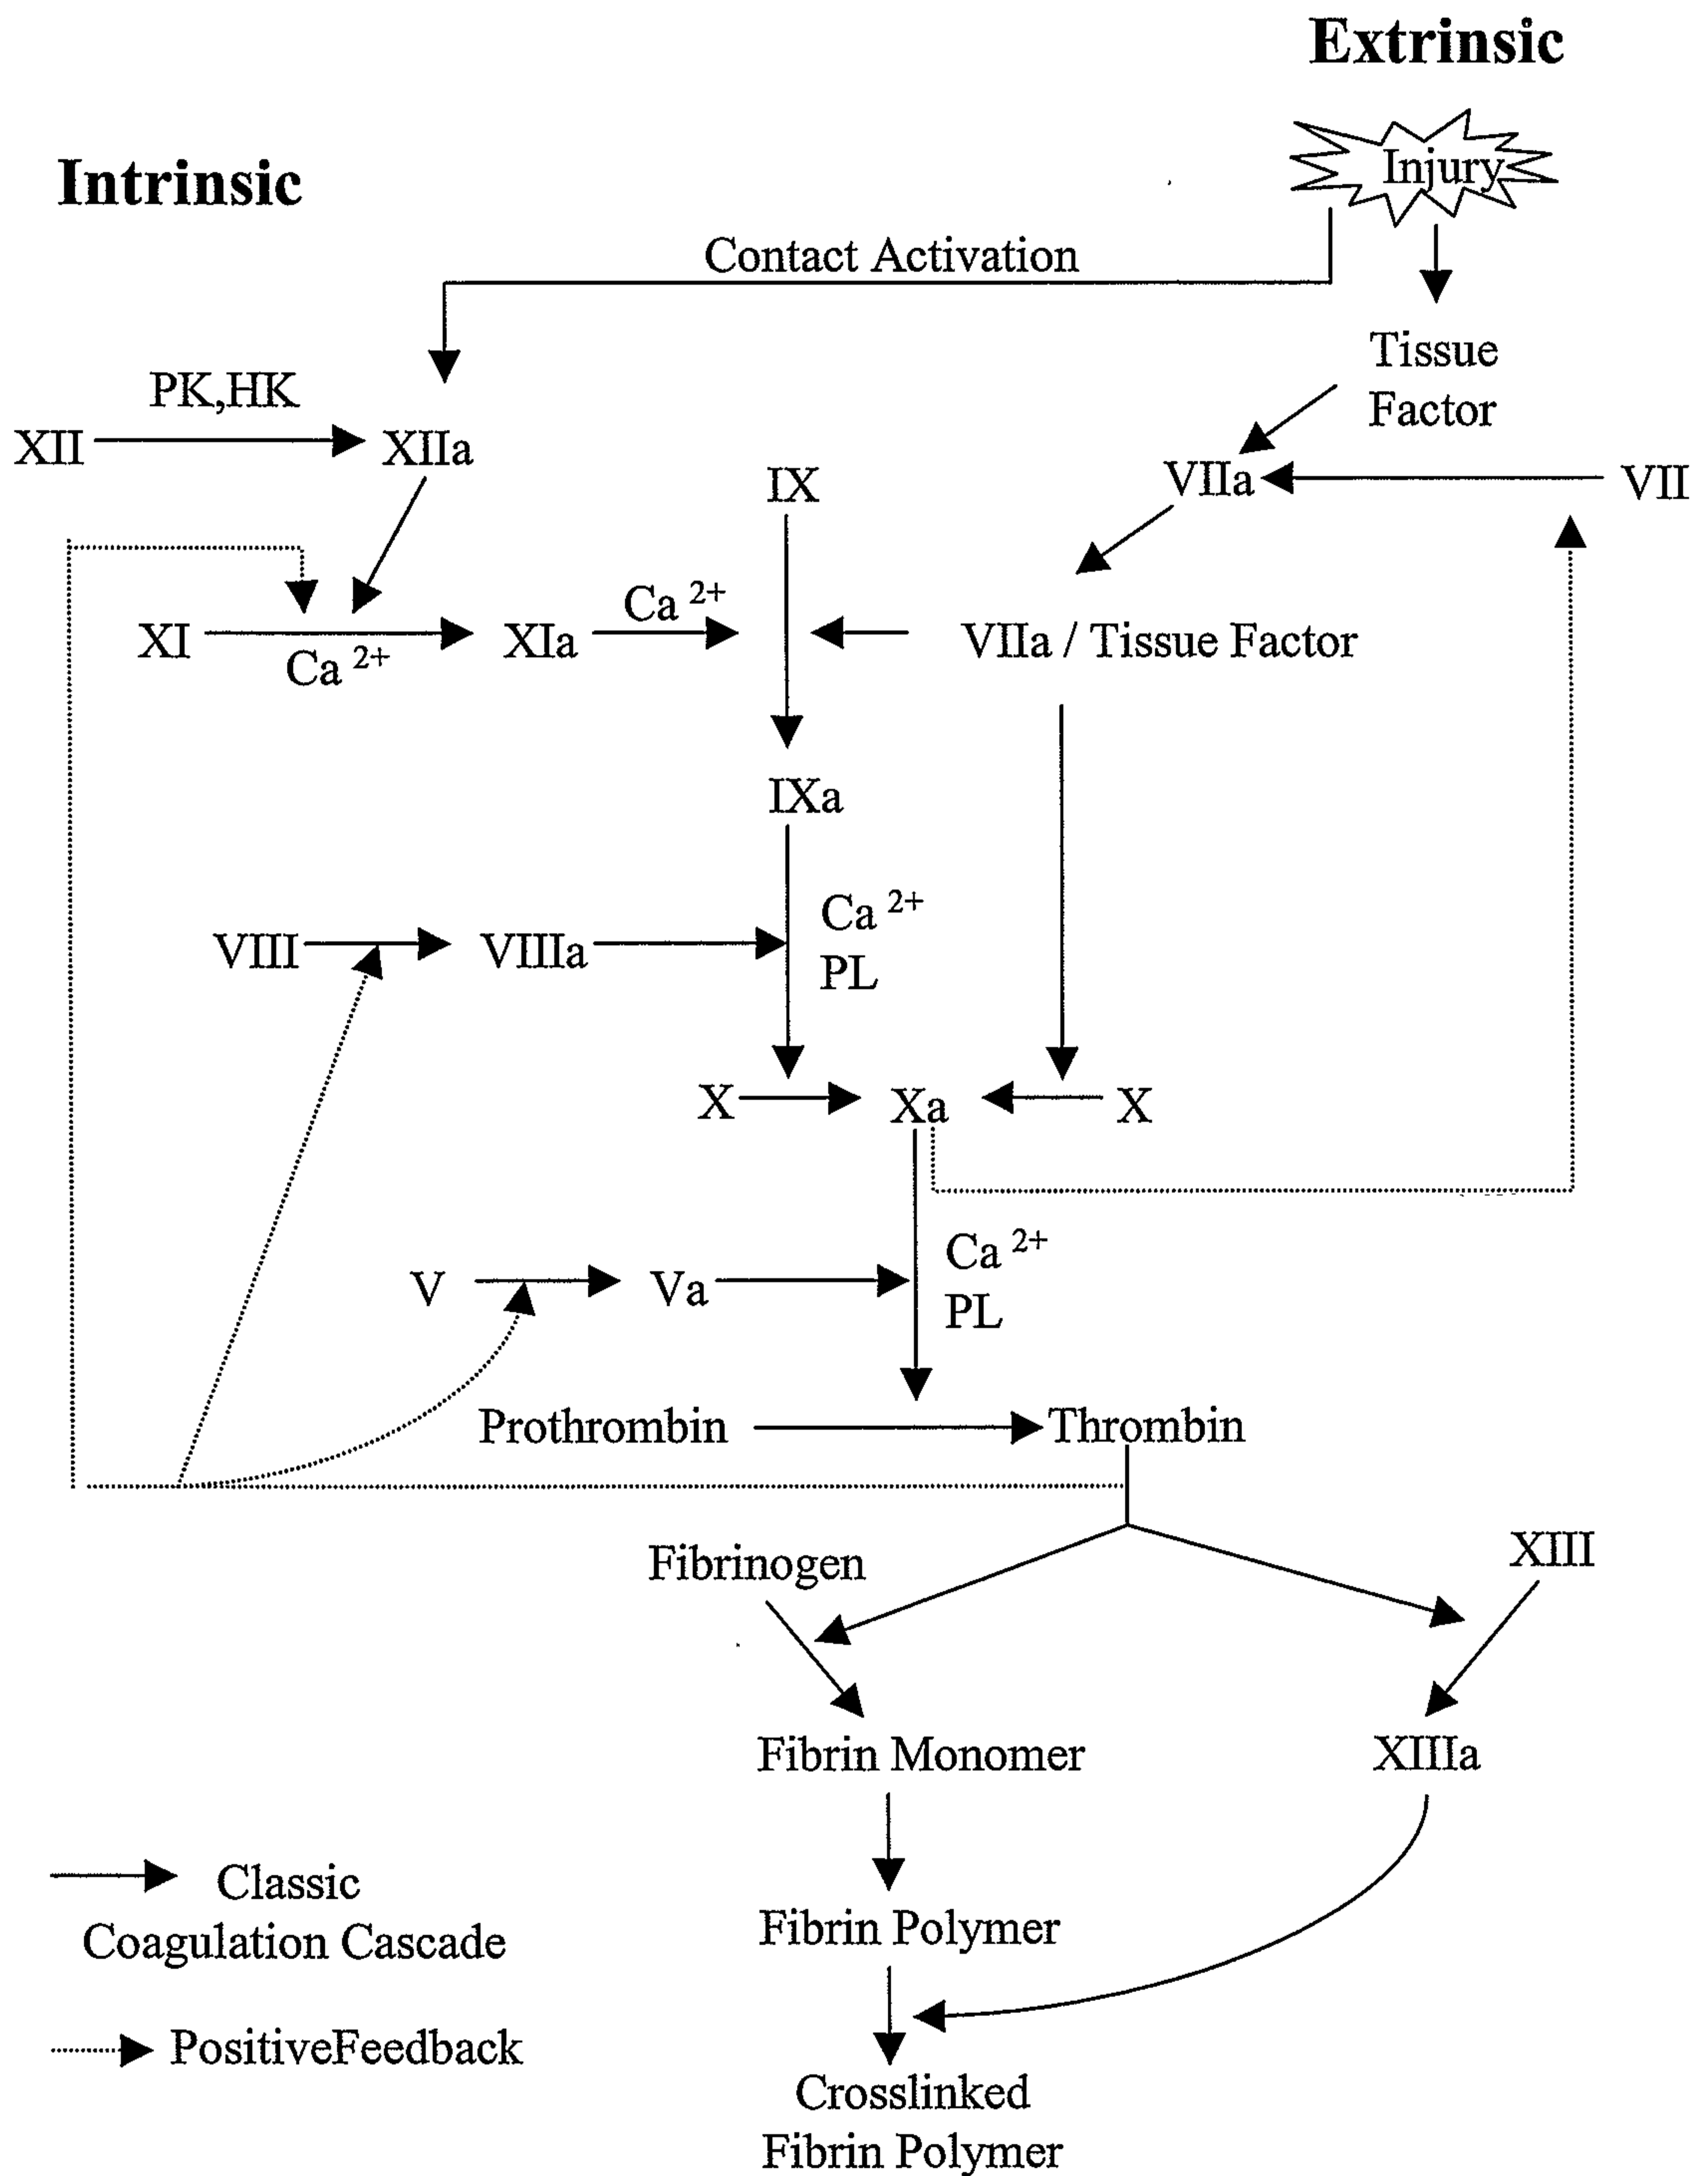 Extrinsic
Injury
Intrinsic
Contact Activation
Tissue
Factor
PK,HK
XII
XIIa
IX
VIIa
VII
Ca 2+
XI
Ca 2+
XIa
VIIa / Tissue Factor
IXa
VIII
VIIIa
Ca 2+
PL
X
Xa
X
V
Va
Ca 2+
PL
Prothrombin
Thrombin
Fibrinogen
XIII
Fibrin Monomer
XIIIa
Classic
Coagulation Cascade
Fibrin Polymer
PositiveFeedback
Crosslinked
Fibrin Polymer